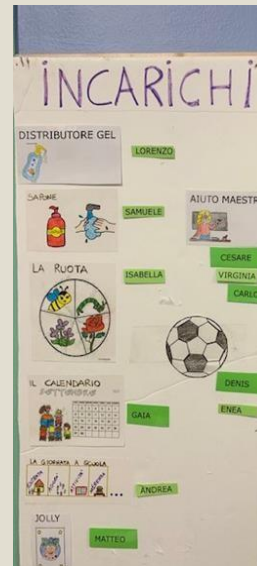 INCARICHI
DISTRIBUTORE GEL
LORENZO
SAPONE
SAMUELE
AIUTO MAESTR
CESARE
VIRGINIA
CARLO
LA RUOTA
ISABELLA
DENIS
ENEA
IL CALENDARIO
SETTEMBRE
GAIA
LA GIORNATA A SCUOLA
ANDREA
JOLLY
MATTEO